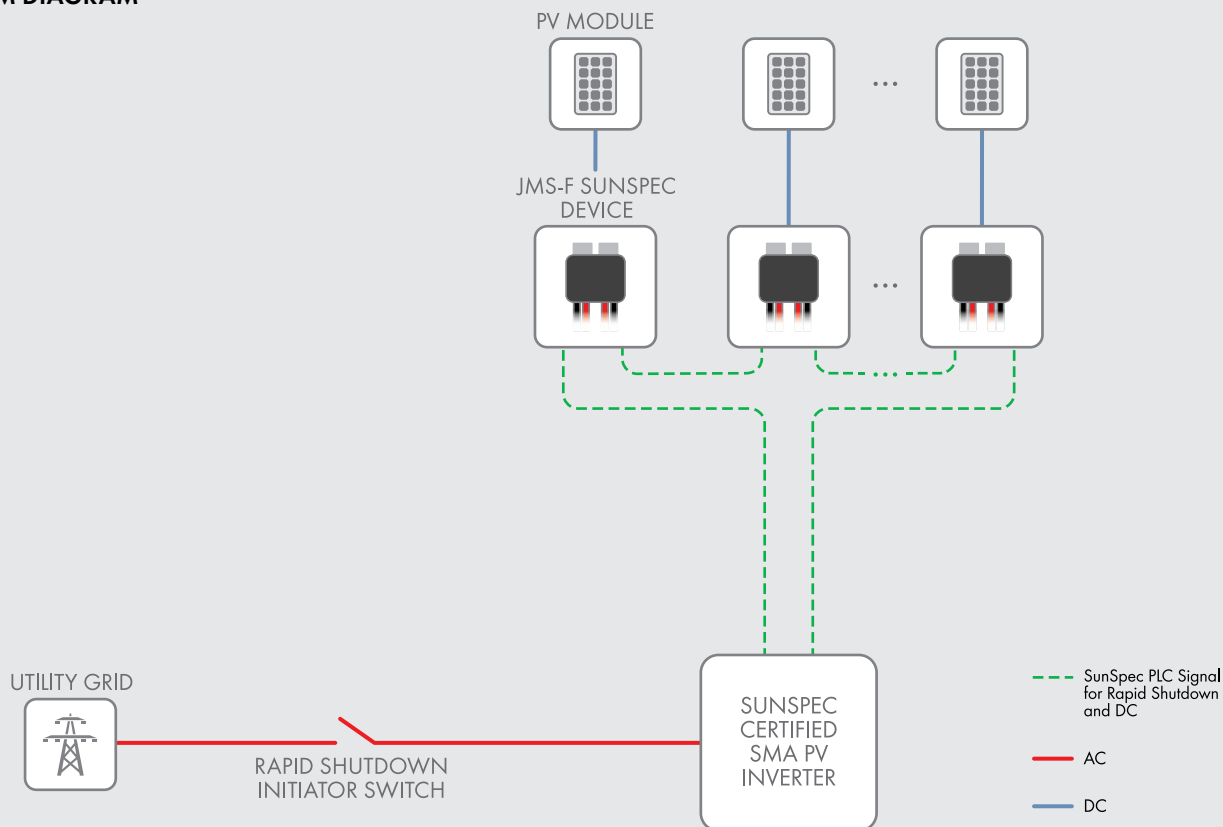 M DIAGRAM
PV MODULE
...
JMS-F SUNSPEC
DEVICE
...
...
UTILITY GRID
RAPID SHUTDOWN
INITIATOR SWITCH
SUNSPEC
CERTIFIED
SMA PV
INVERTER
SunSpec PLC Signal
for Rapid Shutdown
and DC
AC
DC